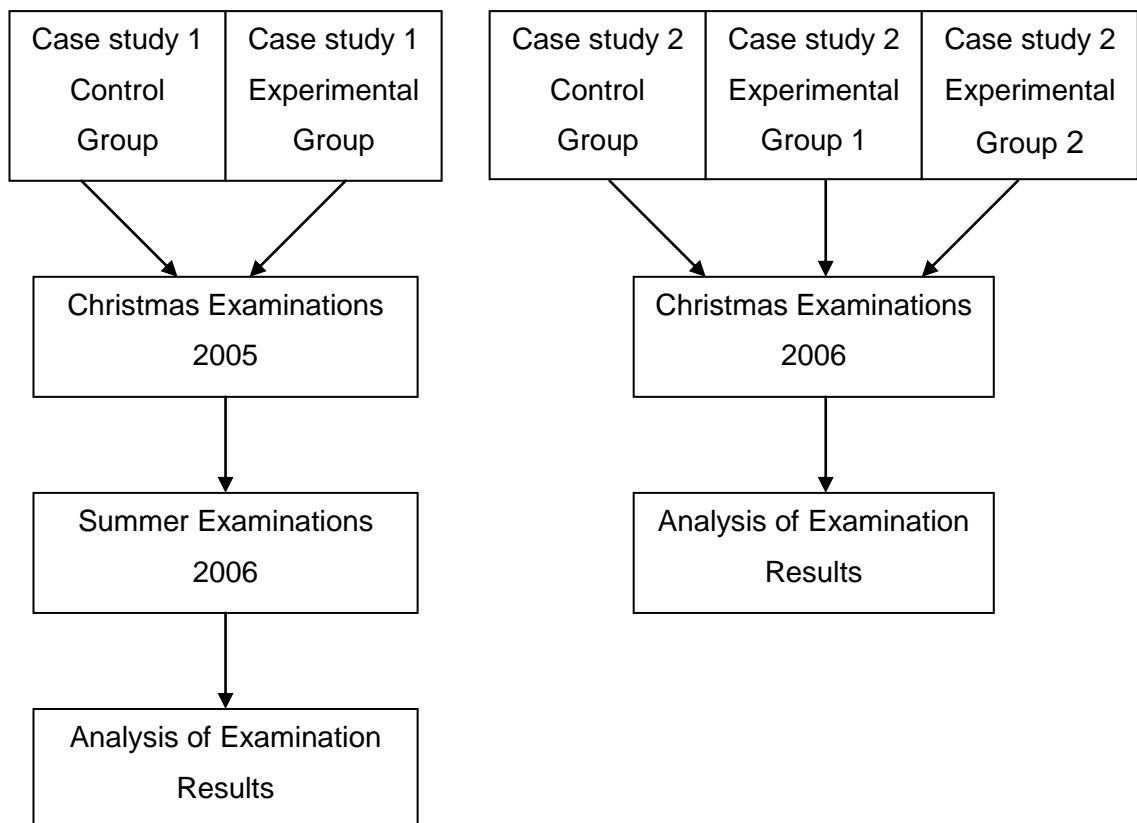 Case study 1
Control
Group
Case study 1
Experimental
Group
Case study 2
Control
Group
Case study 2
Experimental
Group 1
Case study 2
Experimental
Group 2
Christmas Examinations
2005
Christmas Examinations
2006
Summer Examinations
2006
Analysis of Examination
Results
Analysis of Examination
Results